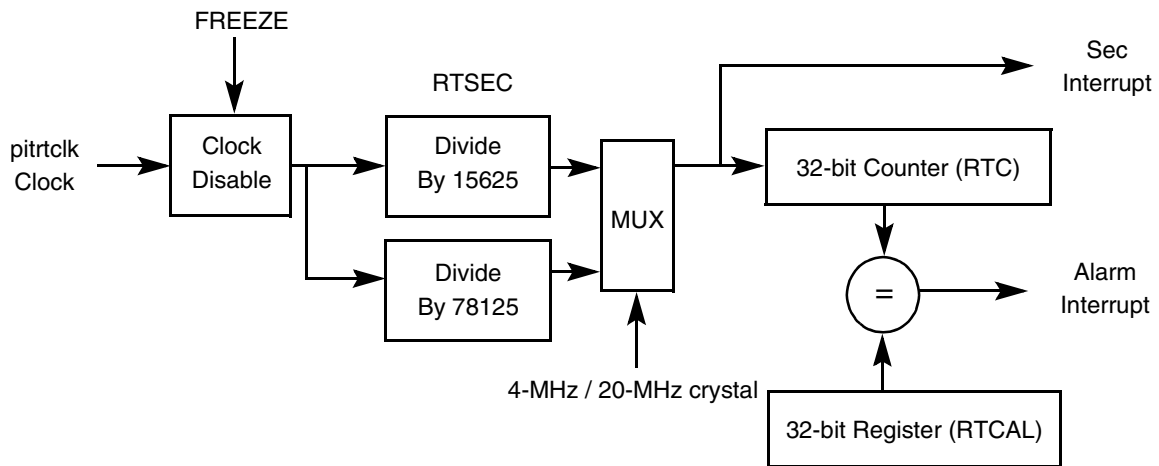 FREEZE
RTSEC
Sec
Interrupt
pitrtclk
Clock
Clock
Disable
Divide
By 15625
MUX
32-bit Counter (RTC)
Divide
By 78125
=
Alarm
Interrupt
4-MHz / 20-MHz crystal
32-bit Register (RTCAL)